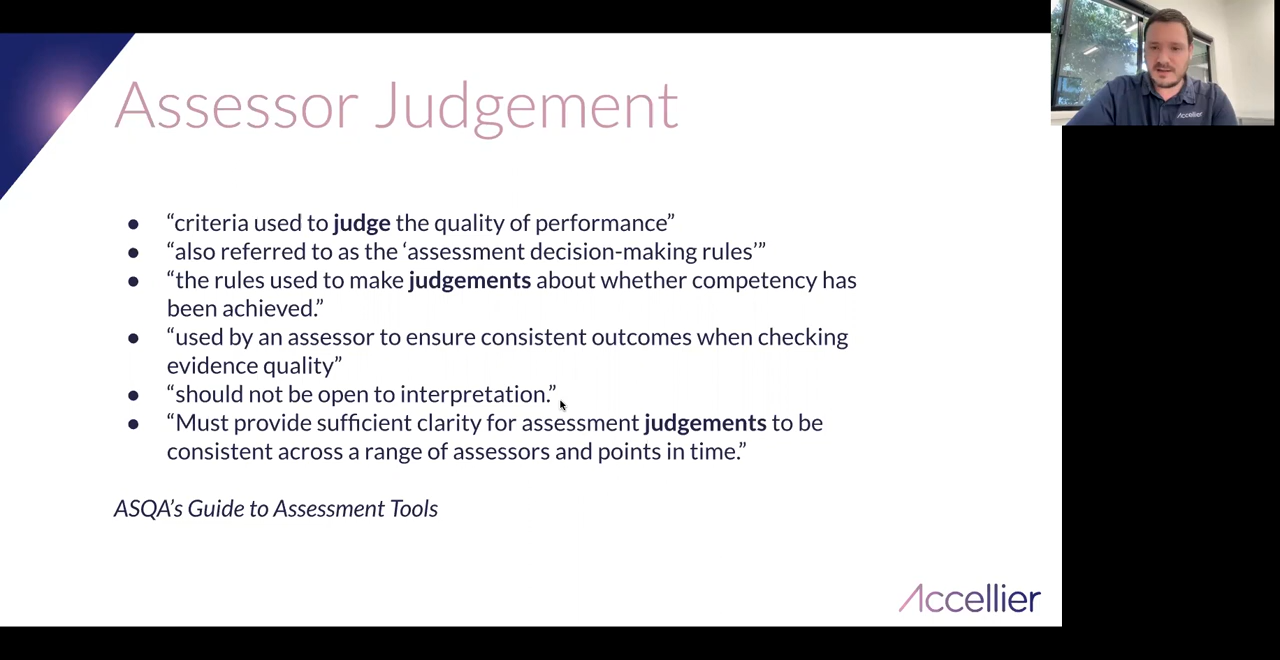 Assessor Judgement
● “criteria used to judge the quality of performance”
● “also referred to as the ‘assessment decision-making rules’”
● “the rules used to make judgements about whether competency has
been achieved.”
● “used by an assessor to ensure consistent outcomes when checking
evidence quality”
● “should not be open to interpretation.”
● “Must provide sufficient clarity for assessment judgements to be
consistent across a range of assessors and points in time.”
ASQA’s Guide to Assessment Tools
Accellier
Accellier